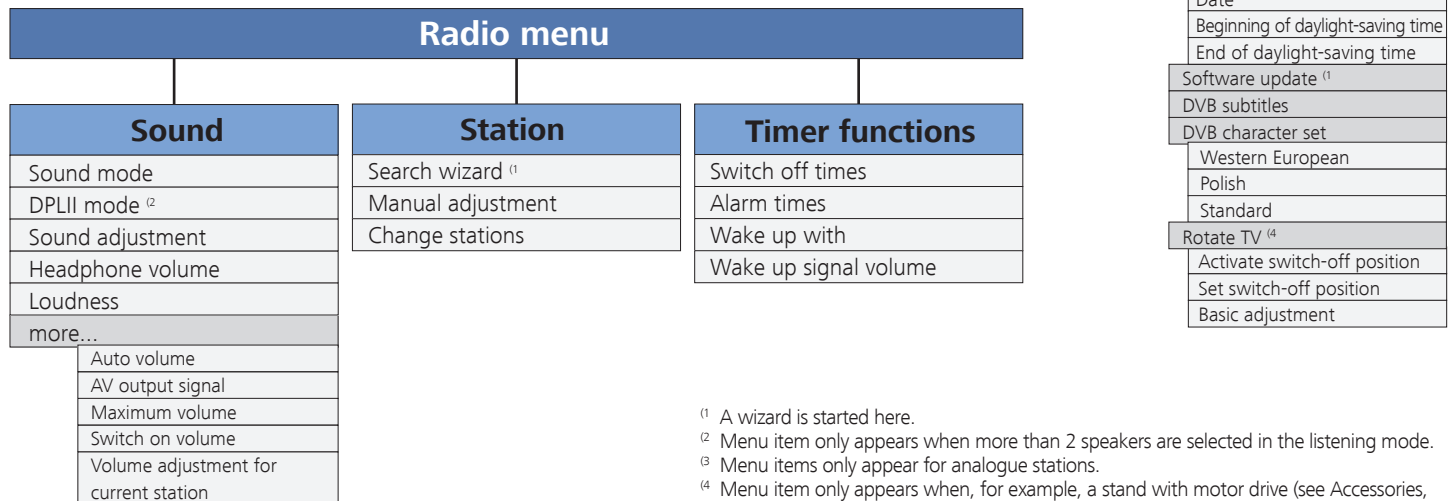 Radio menu
Sound
Sound mode
DPLII mode (2
Sound adjustment
Headphone volume
Loudness
more...
Auto volume
AV output signal
Maximum volume
Switch on volume
Volume adjustment for
current station
Station
Search wizard (1
Manual adjustment
Change stations
Timer functions
Switch off times
Alarm times
Wake up with
Wake up signal volume
Date
Beginning of daylight-saving time
End of daylight-saving time
Software update (1
DVB subtitles
DVB character set
Western European
Polish
Standard
Rotate TV (4
Activate switch-off position
Set switch-off position
Basic adjustment
(1 A wizard is started here.
(2 Menu item only appears when more than 2 speakers are selected in the listening mode.
(3 Menu items only appear for analogue stations.
(4 Menu item only appears when, for example, a stand with motor drive (see Accessories,